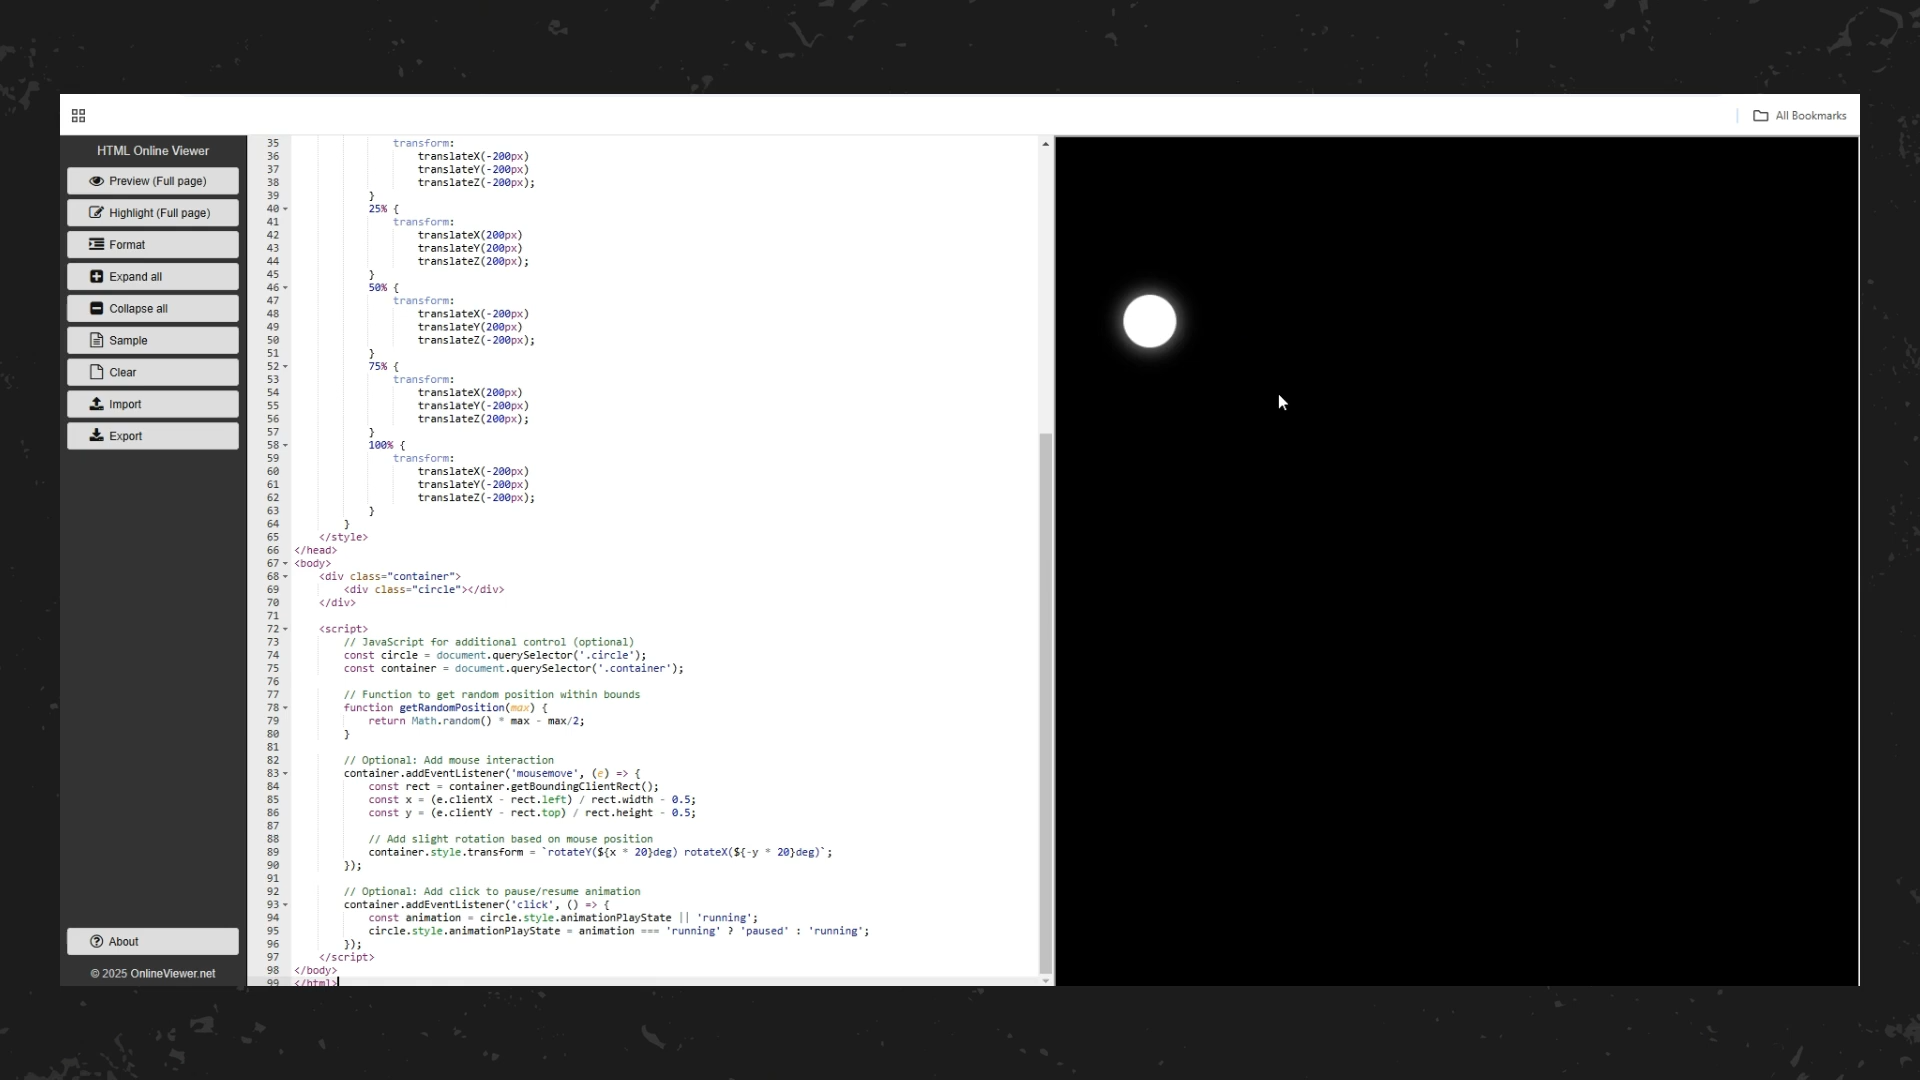 All Bookmarks
HTML Online Viewer
Preview (Full page)
Highlight (Full page)
Format
Expand all
Collapse all
Sample
Clear
Import
Export
About
© 2025 OnlineViewer.net
35 transform:
36 translateX(-200px)
37 translateY(-200px)
38 translateZ(-200px);
39 }
40 25% {
41 transform:
42 translateX(200px)
43 translateY(200px)
44 translateZ(200px);
45 }
46 50% {
47 transform:
48 translateX(-200px)
49 translateY(200px)
50 translateZ(-200px);
51 }
52 75% {
53 transform:
54 translateX(200px)
55 translateY(-200px)
56 translateZ(200px);
57 }
58 100% {
59 transform:
60 translateX(-200px)
61 translateY(-200px)
62 translateZ(-200px);
63 }
64 }
65 </style>
66 </head>
67 <body>
68 <div class="container">
69 <div class="circle"></div>
70 </div>
71
72 <script>
73 // JavaScript for additional control (optional)
74 const circle = document.querySelector('.circle');
75 const container = document.querySelector('.container');
76
77 // Function to get random position within bounds
78 function getRandomPosition(max) {
79 return Math.random() * max - max/2;
80 }
81
82 // Optional: Add mouse interaction
83 container.addEventListener('mousemove', (e) => {
84 const rect = container.getBoundingClientRect();
85 const x = (e.clientX - rect.left) / rect.width - 0.5;
86 const y = (e.clientY - rect.top) / rect.height - 0.5;
87
88 // Add slight rotation based on mouse position
89 container.style.transform = `rotateY(${x * 20}deg) rotateX(${-y * 20}deg)`;
90 });
91
92 // Optional: Add click to pause/resume animation
93 container.addEventListener('click', () => {
94 const animation = circle.style.animationPlayState || 'running';
95 circle.style.animationPlayState = animation === 'running' ? 'paused' : 'running';
96 });
97 </script>
98 </body>
99 </html>